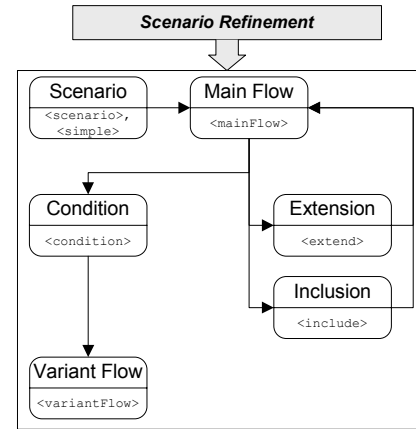 Scenario Refinement
Scenario
<scenario>,
<simple>
Main Flow
<mainFlow>
Condition
<condition>
Extension
<extend>
Inclusion
<include>
Variant Flow
<variantFlow>